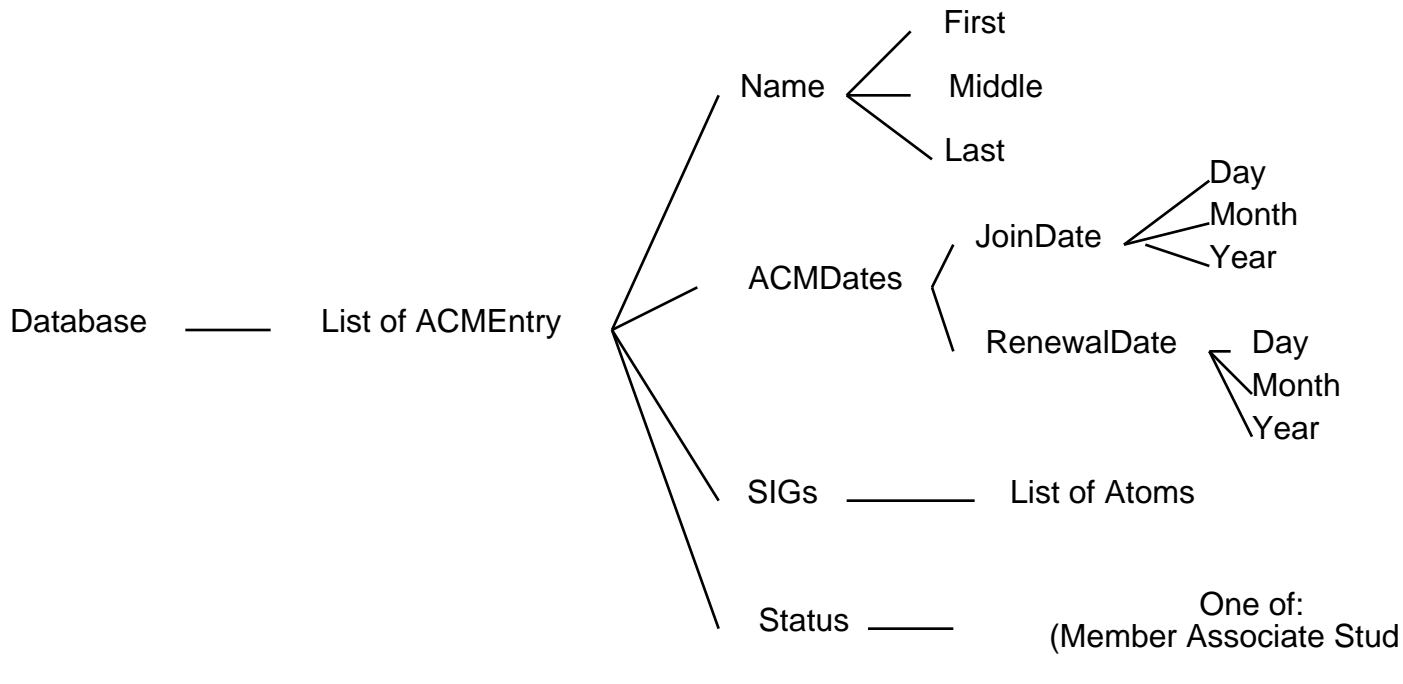 First
Name
Middle
Last
Day
Month
JoinDate
Year
ACMDates
Database
List of ACMEntry
RenewalDate
Day
Month
Year
SIGs
List of Atoms
Status
One of:
(Member Associate Stud